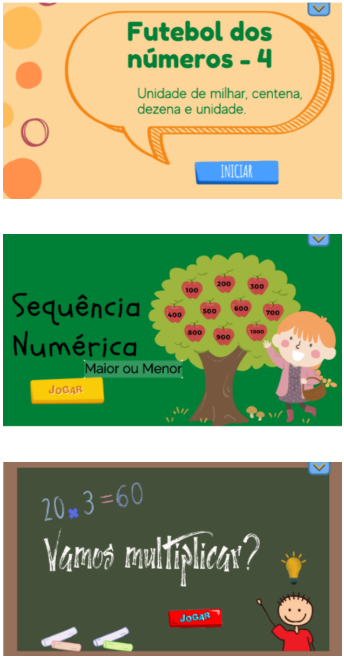 Futebol dos
números - 4
Unidade de milhar, centena,
dezena e unidade.
INICIAR
Sequência
Numérica
Maior ou Menor
JOGAR
100
200
300
400
500
600
700
800
900
1000
20 x 3 = 60
Vamos multiplicar?
JOGAR